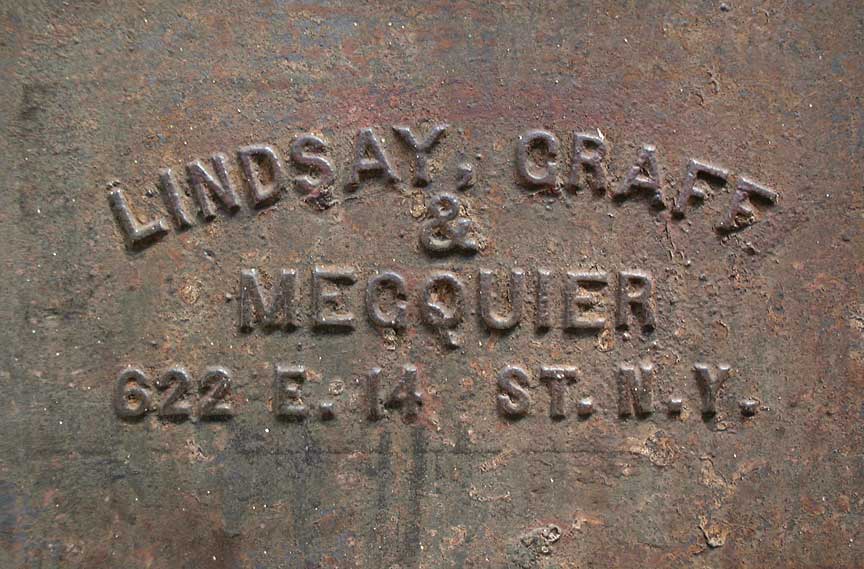 LINDSAY, GRAFF
&
MEGQUIER
622 E. 14 ST. N.Y.